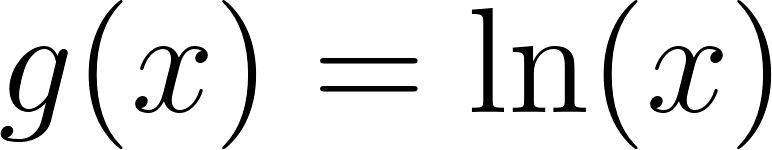 g(x) = ln(x)